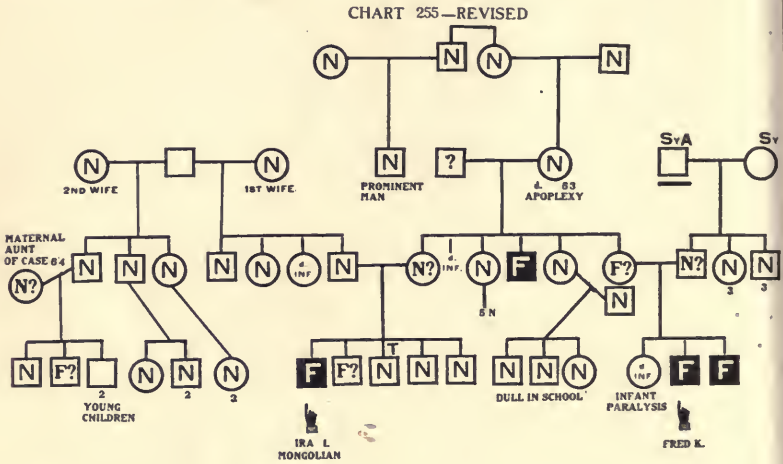 CHART 255—REVISED
N N N N
SYA SY
N N N ? N
2ND WIFE 1ST WIFE. PROMINENT MAN d. 63 APOPLEXY
MATERNAL
AUNT
OF CASE 64
N? N N N N N d. INF N N? d. INF. N F N F? N? N N
3 3
5 N N
T
N F? 2 N N 2 N 2 F F? N N N N N N d INF F F
YOUNG
CHILDREN
DULL IN SCHOOL
INFANT
PARALYSIS
IRA I.
MONGOLIAN
FRED K.